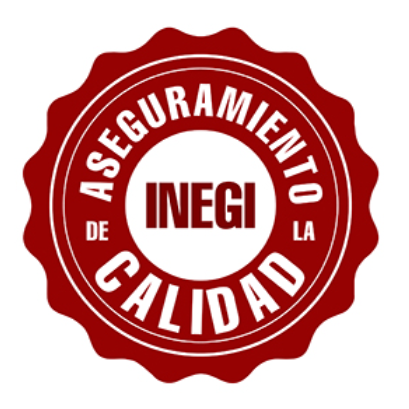 ASEGURAMIENTO
DE LA
CALIDAD
INEGI